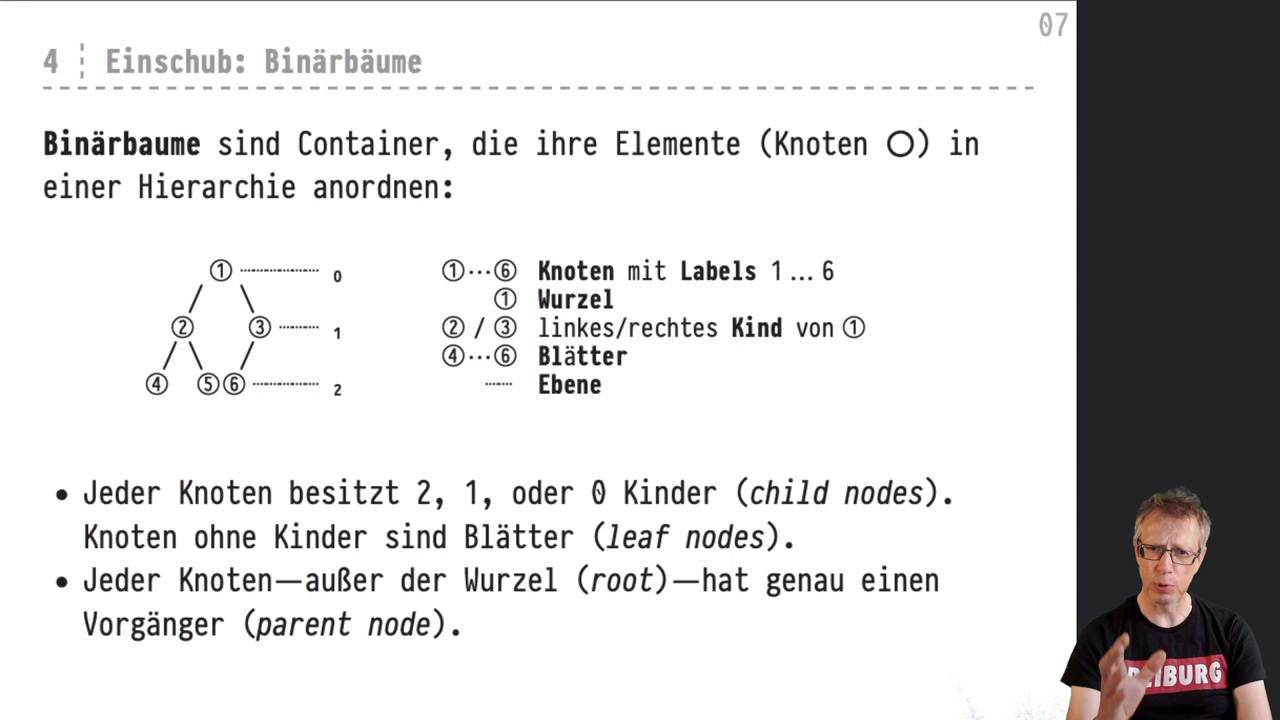 07
4 ┊ Einschub: Binärbäume
Binärbaume sind Container, die ihre Elemente (Knoten ○) in
einer Hierarchie anordnen:
① 0
② ③ 1
④ ⑤ ⑥ 2
①···⑥ Knoten mit Labels 1...6
① Wurzel
② / ③ linkes/rechtes Kind von ①
④···⑥ Blätter
Ebene
• Jeder Knoten besitzt 2, 1, oder 0 Kinder (child nodes).
Knoten ohne Kinder sind Blätter (leaf nodes).
• Jeder Knoten—außer der Wurzel (root)—hat genau einen
Vorgänger (parent node).